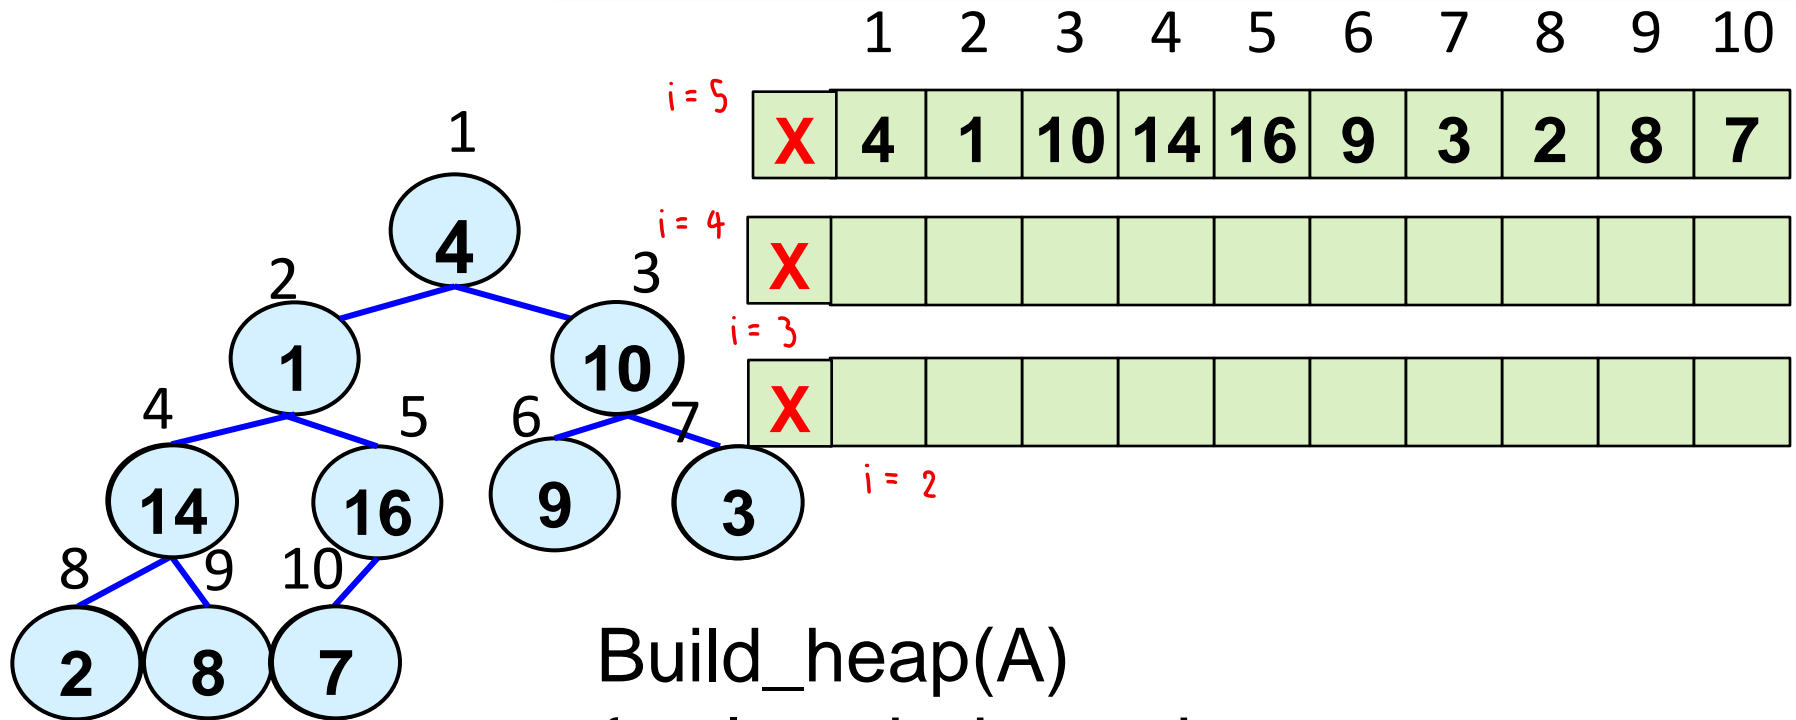 1 2 3 4 5 6 7 8 9 10
i = 5 X 4 1 10 14 16 9 3 2 8 7
i = 4 X
i = 3 X
i = 2
1
4
2 3
1 10
4 5 6 7
14 16 9 3
8 9 10
2 8 7
Build_heap(A)